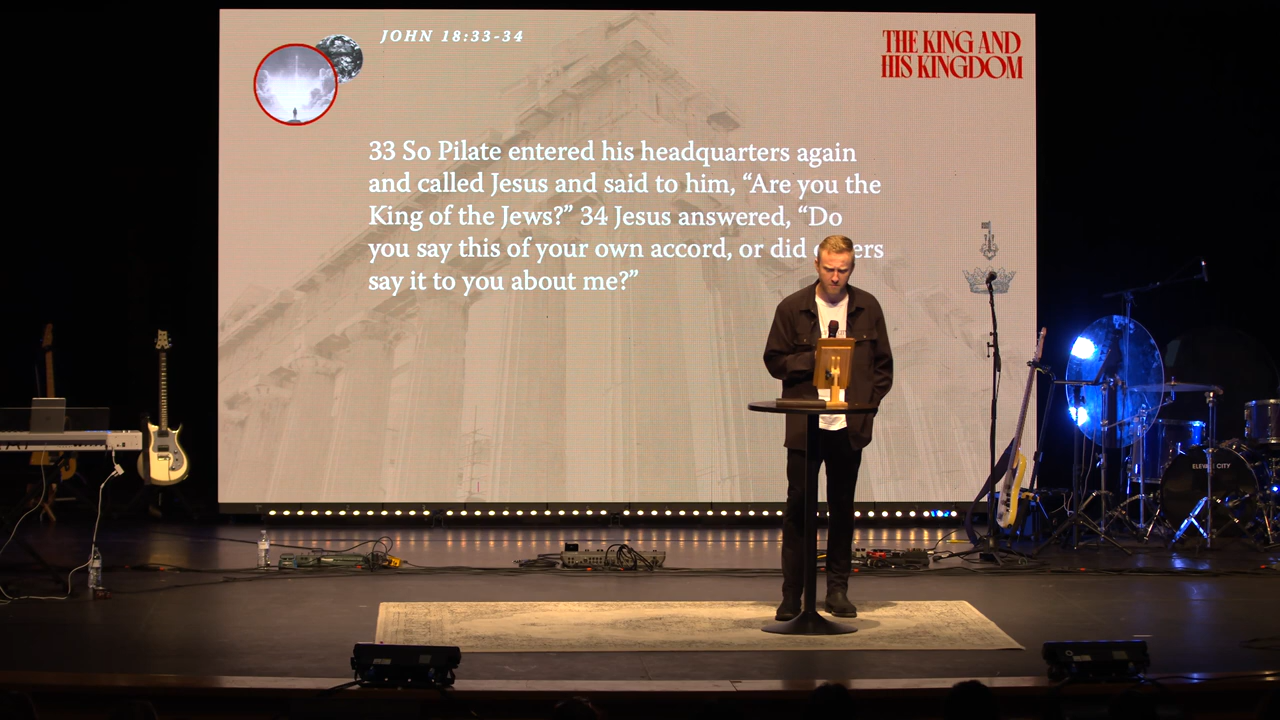 JOHN 18:33-34
THE KING AND
HIS KINGDOM
33 So Pilate entered his headquarters again
and called Jesus and said to him, “Are you the
King of the Jews?” 34 Jesus answered, “Do
you say this of your own accord, or did
say it to you about me?”
CITY